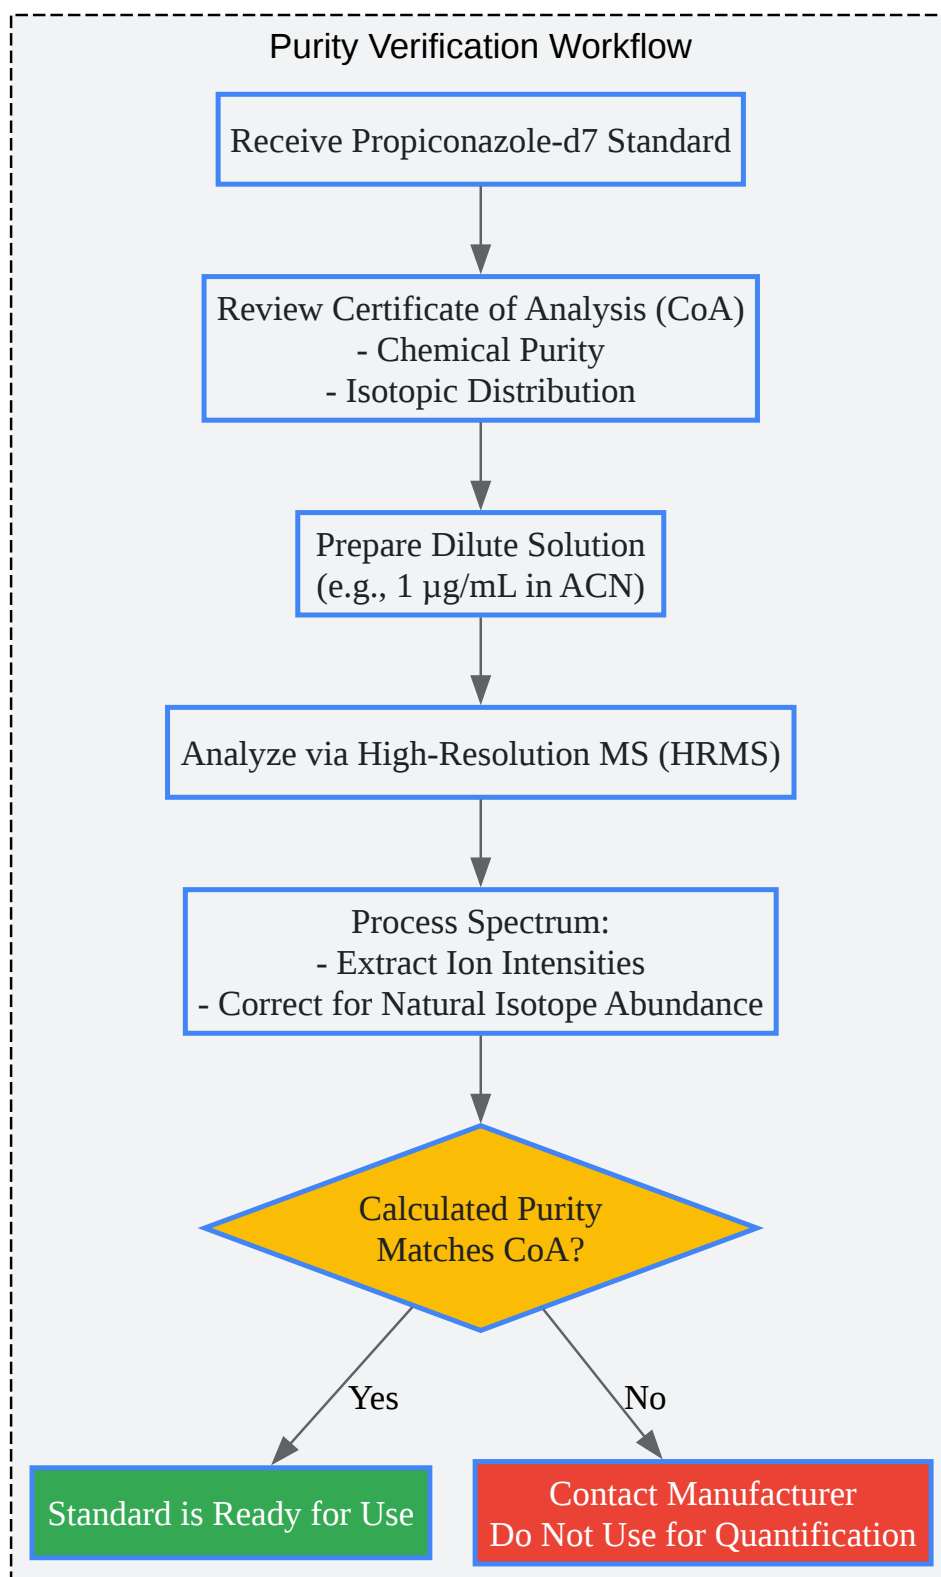 Purity Verification Workflow
Receive Propiconazole-d7 Standard
Review Certificate of Analysis (CoA)
- Chemical Purity
- Isotopic Distribution
Prepare Dilute Solution
(e.g., 1 µg/mL in ACN)
Analyze via High-Resolution MS (HRMS)
Process Spectrum:
- Extract Ion Intensities
- Correct for Natural Isotope Abundance
Calculated Purity
Matches CoA?
Yes
No
Standard is Ready for Use
Contact Manufacturer
Do Not Use for Quantification